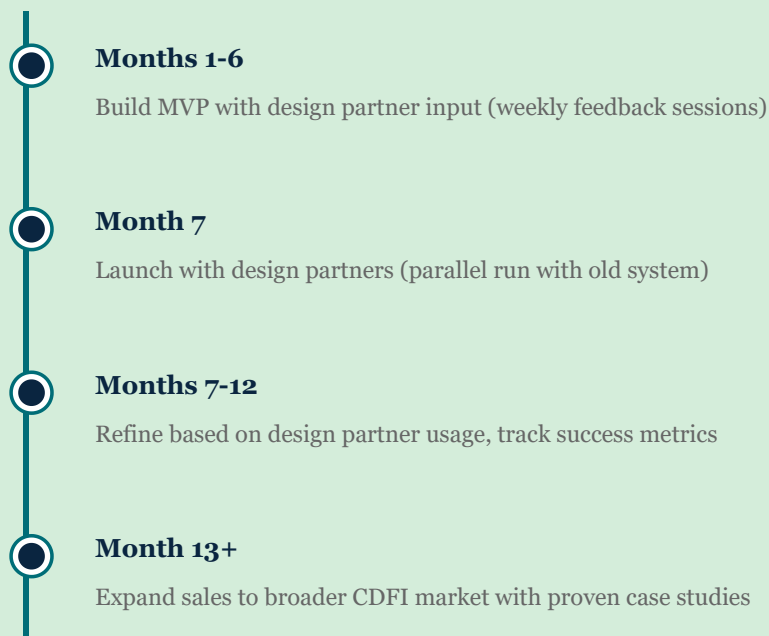 Months 1-6
Build MVP with design partner input (weekly feedback sessions)
Month 7
Launch with design partners (parallel run with old system)
Months 7-12
Refine based on design partner usage, track success metrics
Month 13+
Expand sales to broader CDFI market with proven case studies